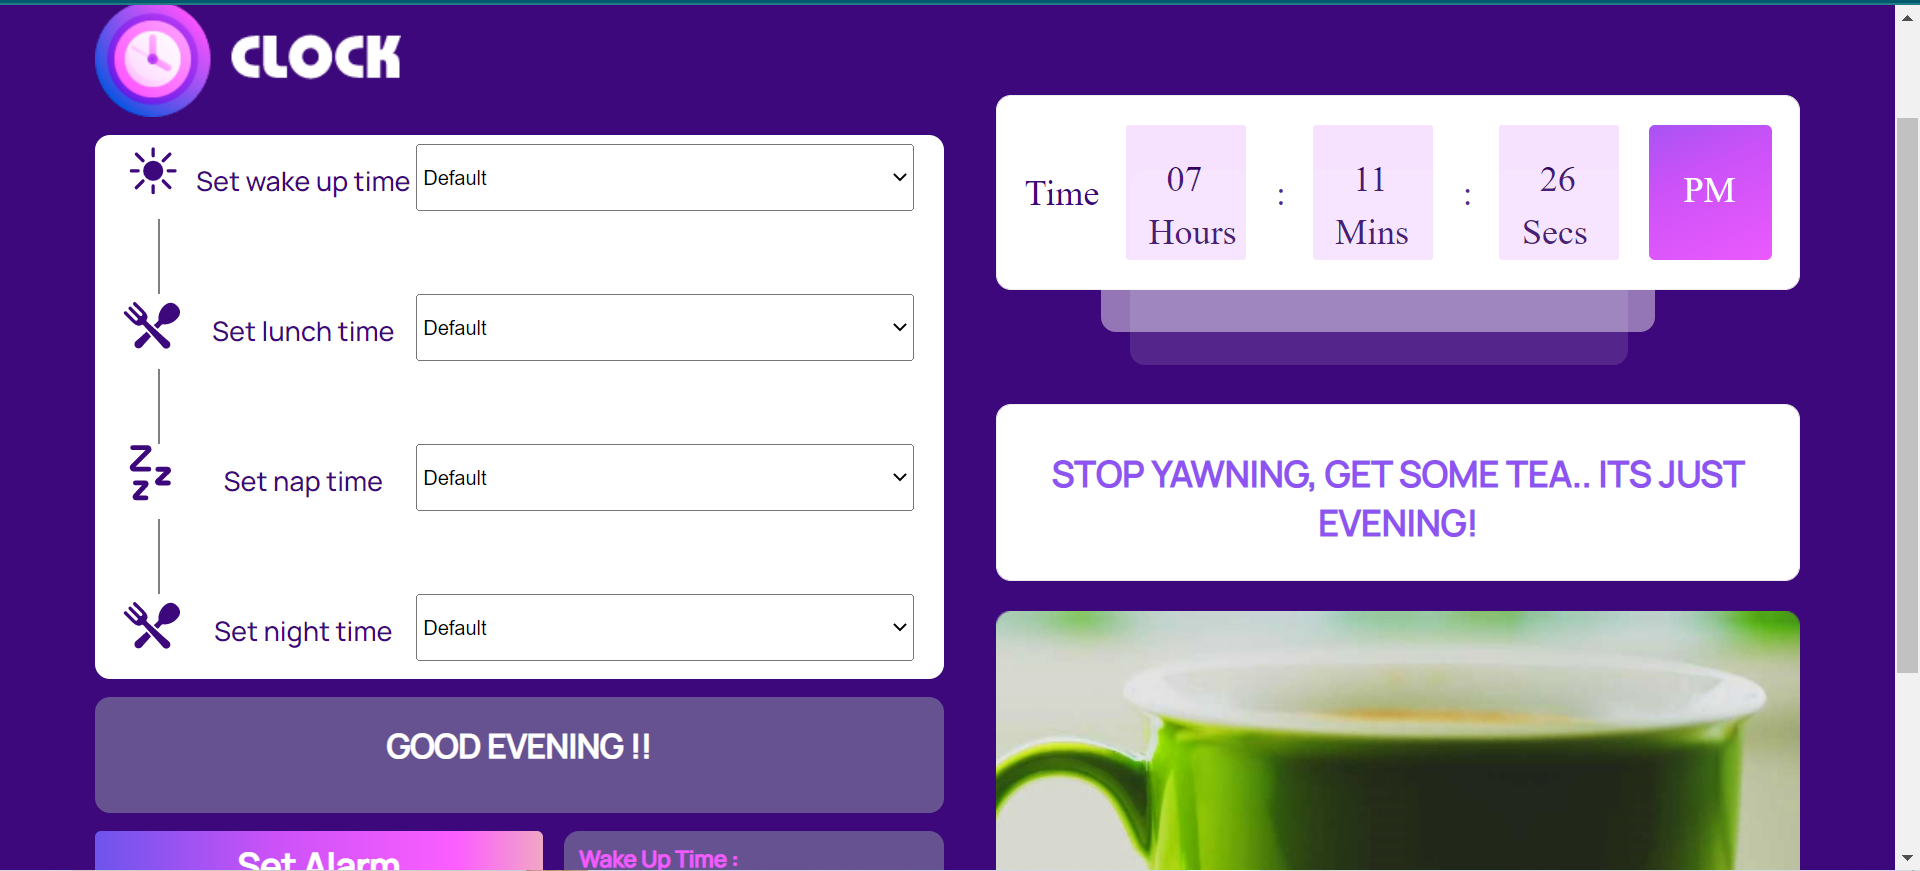 CLOCK
Set wake up time
Default
Set lunch time
Default
Set nap time
Default
Set night time
Default
GOOD EVENING !!
Set Alarm
Wake Up Time :
Time
07
Hours
:
11
Mins
:
26
Secs
PM
STOP YAWNING, GET SOME TEA.. ITS JUST
EVENING!